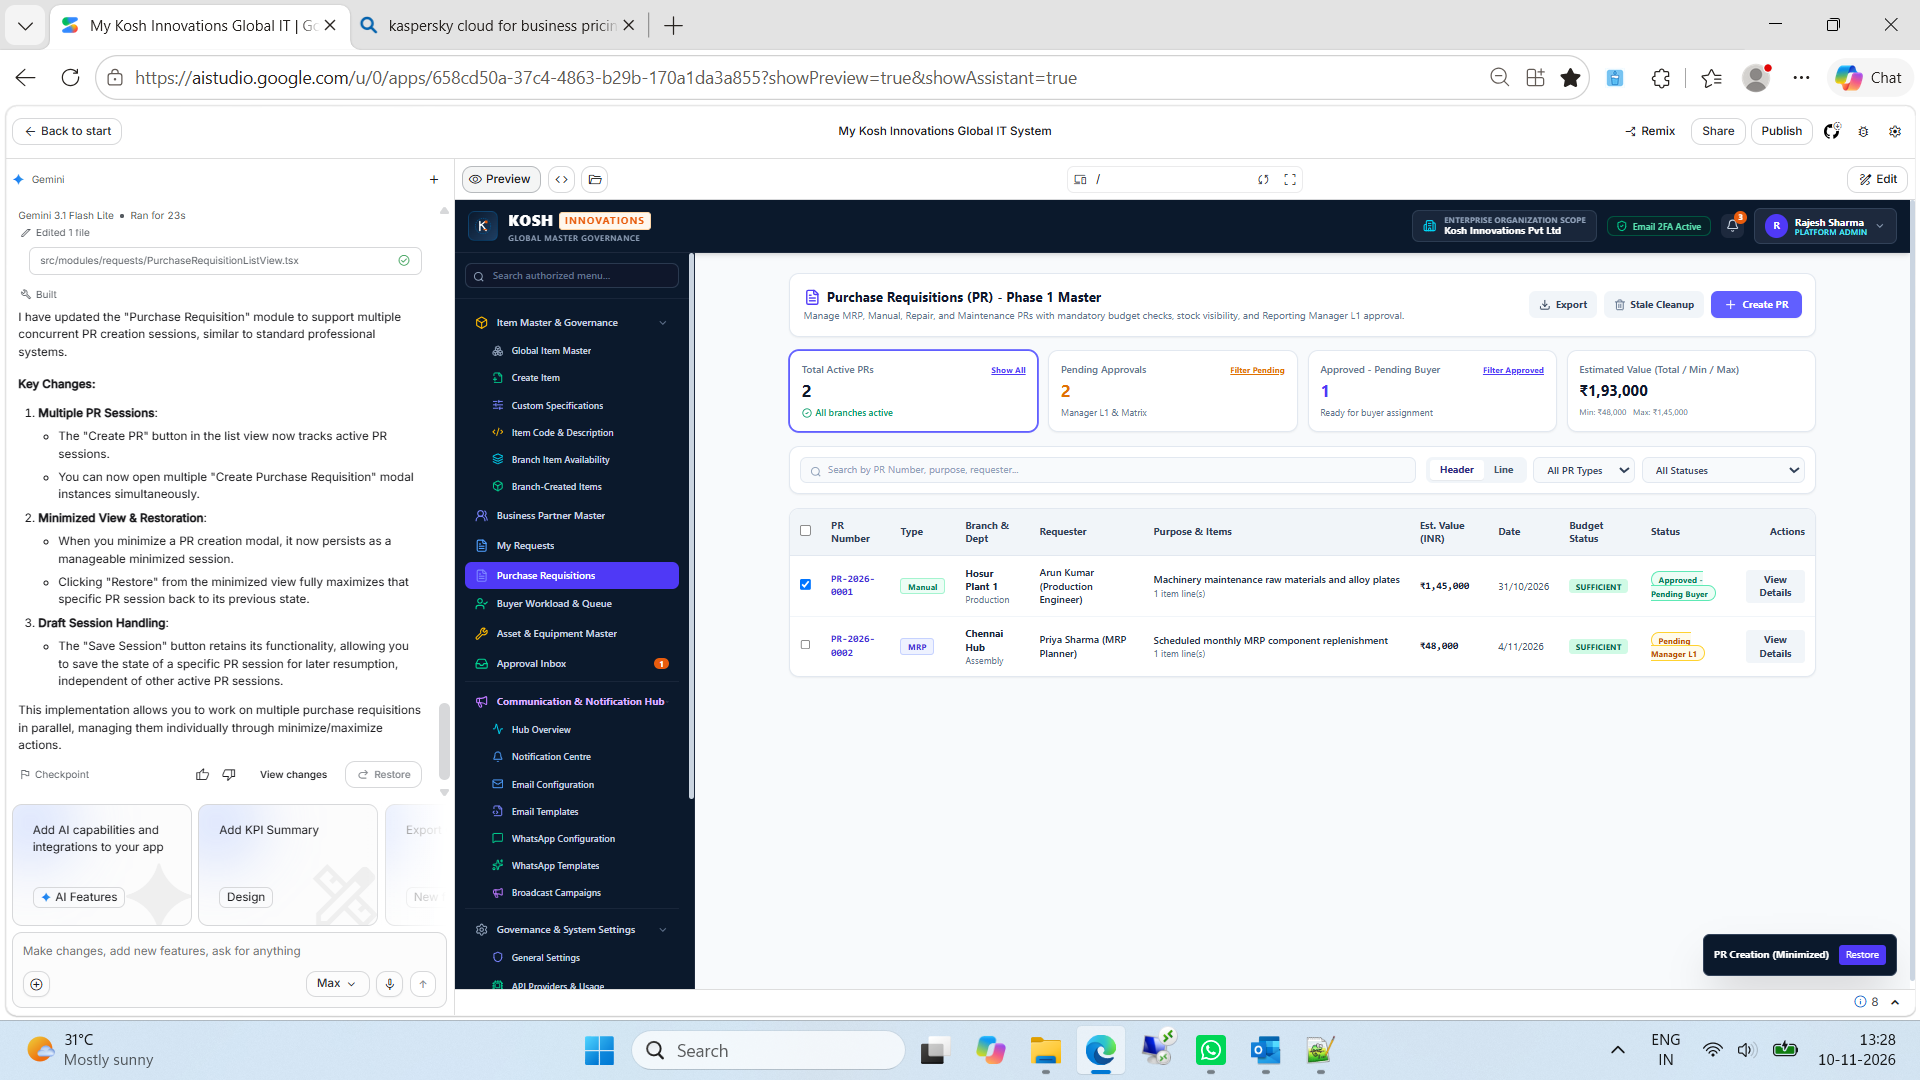 My Kosh Innovations Global IT | Go
kaspersky cloud for business pricin
https://aistudio.google.com/u/0/apps/658cd50a-37c4-4863-b29b-170a1da3a855?showPreview=true&showAssistant=true
Chat
Back to start
My Kosh Innovations Global IT System
Remix
Share
Publish
Gemini
Preview
/
Edit
Gemini 3.1 Flash Lite • Ran for 23s
Edited 1 file
src/modules/requests/PurchaseRequisitionListView.tsx
Built
I have updated the "Purchase Requisition" module to support multiple
concurrent PR creation sessions, similar to standard professional
systems.
Key Changes:
1. Multiple PR Sessions:
The "Create PR" button in the list view now tracks active PR
sessions.
You can now open multiple "Create Purchase Requisition" modal
instances simultaneously.
2. Minimized View & Restoration:
When you minimize a PR creation modal, it now persists as a
manageable minimized session.
Clicking "Restore" from the minimized view fully maximizes that
specific PR session back to its previous state.
3. Draft Session Handling:
The "Save Session" button retains its functionality, allowing you
to save the state of a specific PR session for later resumption,
independent of other active PR sessions.
This implementation allows you to work on multiple purchase requisitions
in parallel, managing them individually through minimize/maximize
actions.
Checkpoint
View changes
Restore
Add AI capabilities and
integrations to your app
AI Features
Add KPI Summary
Design
Export
New
Make changes, add new features, ask for anything
Max
K
KOSH INNOVATIONS
GLOBAL MASTER GOVERNANCE
ENTERPRISE ORGANIZATION SCOPE
Kosh Innovations Pvt Ltd
Email 2FA Active
3
R
Rajesh Sharma
PLATFORM ADMIN
Search authorized menu...
Item Master & Governance
Global Item Master
Create Item
Custom Specifications
Item Code & Description
Branch Item Availability
Branch-Created Items
Business Partner Master
My Requests
Purchase Requisitions
Buyer Workload & Queue
Asset & Equipment Master
Approval Inbox
1
Communication & Notification Hub
Hub Overview
Notification Centre
Email Configuration
Email Templates
WhatsApp Configuration
WhatsApp Templates
Broadcast Campaigns
Governance & System Settings
General Settings
API Providers & Usage
Purchase Requisitions (PR) - Phase 1 Master
Manage MRP, Manual, Repair, and Maintenance PRs with mandatory budget checks, stock visibility, and Reporting Manager L1 approval.
Export
Stale Cleanup
Create PR
Total Active PRs
Show All
2
All branches active
Pending Approvals
Filter Pending
2
Manager L1 & Matrix
Approved - Pending Buyer
Filter Approved
1
Ready for buyer assignment
Estimated Value (Total / Min / Max)
₹1,93,000
Min: ₹48,000 Max: ₹1,45,000
Search by PR Number, purpose, requester...
Header
Line
All PR Types
All Statuses
PR Number
Type
Branch & Dept
Requester
Purpose & Items
Est. Value (INR)
Date
Budget Status
Status
Actions
PR-2026-0001
Manual
Hosur Plant 1
Production
Arun Kumar (Production Engineer)
Machinery maintenance raw materials and alloy plates
1 item line(s)
₹1,45,000
31/10/2026
SUFFICIENT
Approved - Pending Buyer
View Details
PR-2026-0002
MRP
Chennai Hub
Assembly
Priya Sharma (MRP Planner)
Scheduled monthly MRP component replenishment
1 item line(s)
₹48,000
4/11/2026
SUFFICIENT
Pending Manager L1
View Details
PR Creation (Minimized)
Restore
8
31°C
Mostly sunny
Search
ENG
IN
13:28
10-11-2026